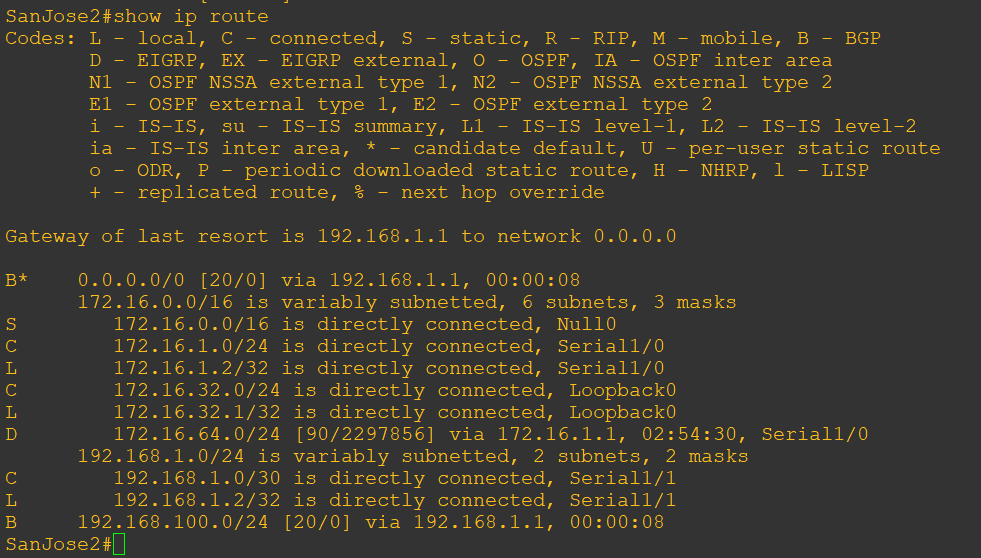 SanJose2#show ip route
Codes: L - local, C - connected, S - static, R - RIP, M - mobile, B - BGP
       D - EIGRP, EX - EIGRP external, O - OSPF, IA - OSPF inter area
       N1 - OSPF NSSA external type 1, N2 - OSPF NSSA external type 2
       E1 - OSPF external type 1, E2 - OSPF external type 2
       i - IS-IS, su - IS-IS summary, L1 - IS-IS level-1, L2 - IS-IS level-2
       ia - IS-IS inter area, * - candidate default, U - per-user static route
       o - ODR, P - periodic downloaded static route, H - NHRP, l - LISP
       + - replicated route, % - next hop override

Gateway of last resort is 192.168.1.1 to network 0.0.0.0

B*    0.0.0.0/0 [20/0] via 192.168.1.1, 00:00:08
      172.16.0.0/16 is variably subnetted, 6 subnets, 3 masks
S        172.16.0.0/16 is directly connected, Null0
C        172.16.1.0/24 is directly connected, Serial1/0
L        172.16.1.2/32 is directly connected, Serial1/0
C        172.16.32.0/24 is directly connected, Loopback0
L        172.16.32.1/32 is directly connected, Loopback0
D        172.16.64.0/24 [90/2297856] via 172.16.1.1, 02:54:30, Serial1/0
      192.168.1.0/24 is variably subnetted, 2 subnets, 2 masks
C        192.168.1.0/30 is directly connected, Serial1/1
L        192.168.1.2/32 is directly connected, Serial1/1
B     192.168.100.0/24 [20/0] via 192.168.1.1, 00:00:08
SanJose2#